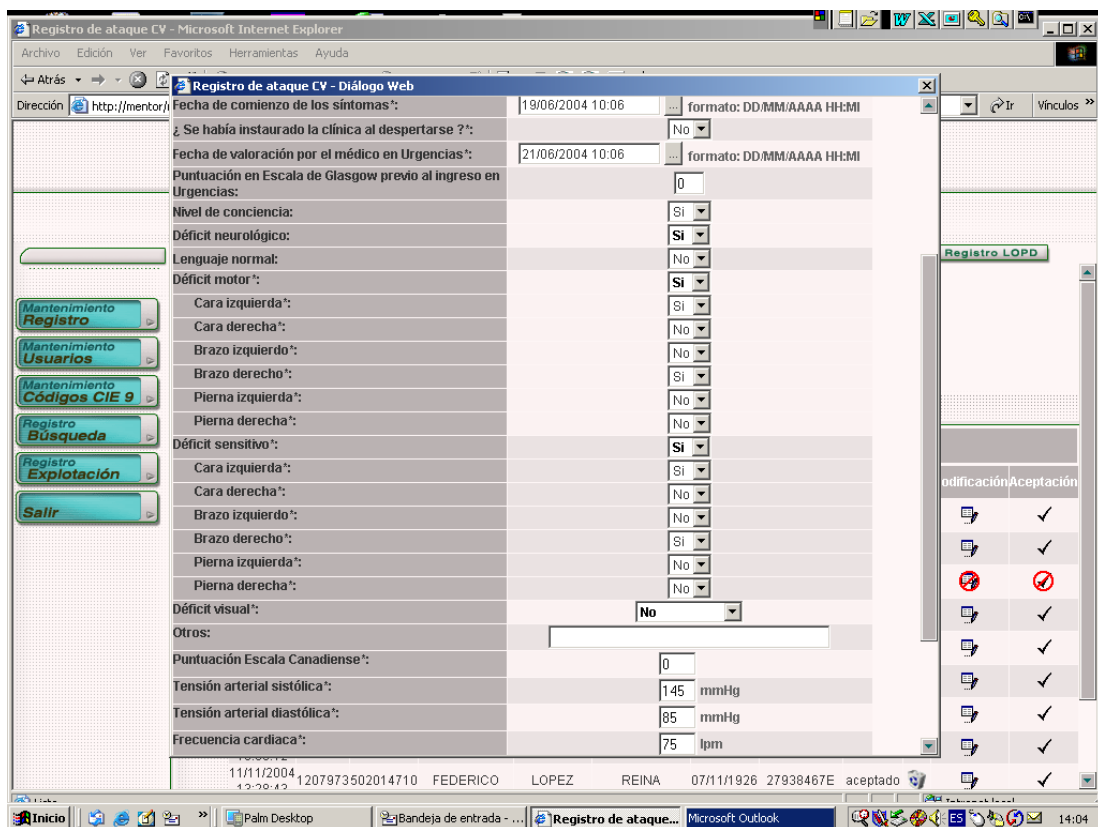 Registro de ataque CV - Microsoft Internet Explorer
Archivo Edición Ver Favoritos Herramientas Ayuda
Atrás
Dirección http://mentor/ Ir Vínculos »
Registro de ataque CV - Diálogo Web
Fecha de comienzo de los síntomas*: 19/06/2004 10:06 ... formato: DD/MM/AAAA HH:MI
¿ Se había instaurado la clínica al despertarse ?*: No
Fecha de valoración por el médico en Urgencias*: 21/06/2004 10:06 ... formato: DD/MM/AAAA HH:MI
Puntuación en Escala de Glasgow previo al ingreso en
Urgencias: 0
Nivel de conciencia: Si
Déficit neurológico: Si
Lenguaje normal: No
Déficit motor*: Si
Cara izquierda*: Si
Cara derecha*: No
Brazo izquierdo*: No
Brazo derecho*: Si
Pierna izquierda*: No
Pierna derecha*: No
Déficit sensitivo*: Si
Cara izquierda*: Si
Cara derecha*: No
Brazo izquierdo*: No
Brazo derecho*: Si
Pierna izquierda*: No
Pierna derecha*: No
Déficit visual*: No
Otros:
Puntuación Escala Canadiense*: 0
Tensión arterial sistólica*: 145 mmHg
Tensión arterial diastólica*: 85 mmHg
Frecuencia cardiaca*: 75 lpm
Mantenimiento
Registro
Mantenimiento
Usuarios
Mantenimiento
Códigos CIE 9
Registro
Búsqueda
Registro
Explotación
Salir
Registro LOPD
odificación Aceptación
11/11/2004 1207973502014710 FEDERICO LOPEZ REINA 07/11/1926 27938467E aceptado
Inicio » Palm Desktop Bandeja de entrada - ... Registro de ataque... Microsoft Outlook ES 14:04